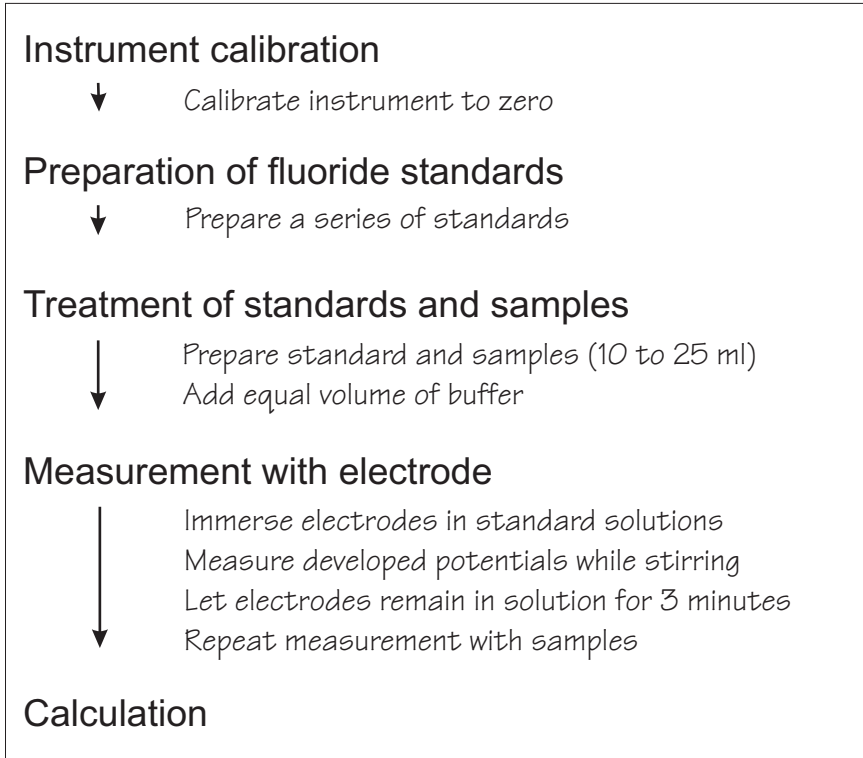 Instrument calibration
Calibrate instrument to zero
Preparation of fluoride standards
Prepare a series of standards
Treatment of standards and samples
Prepare standard and samples (10 to 25 ml)
Add equal volume of buffer
Measurement with electrode
Immerse electrodes in standard solutions
Measure developed potentials while stirring
Let electrodes remain in solution for 3 minutes
Repeat measurement with samples
Calculation